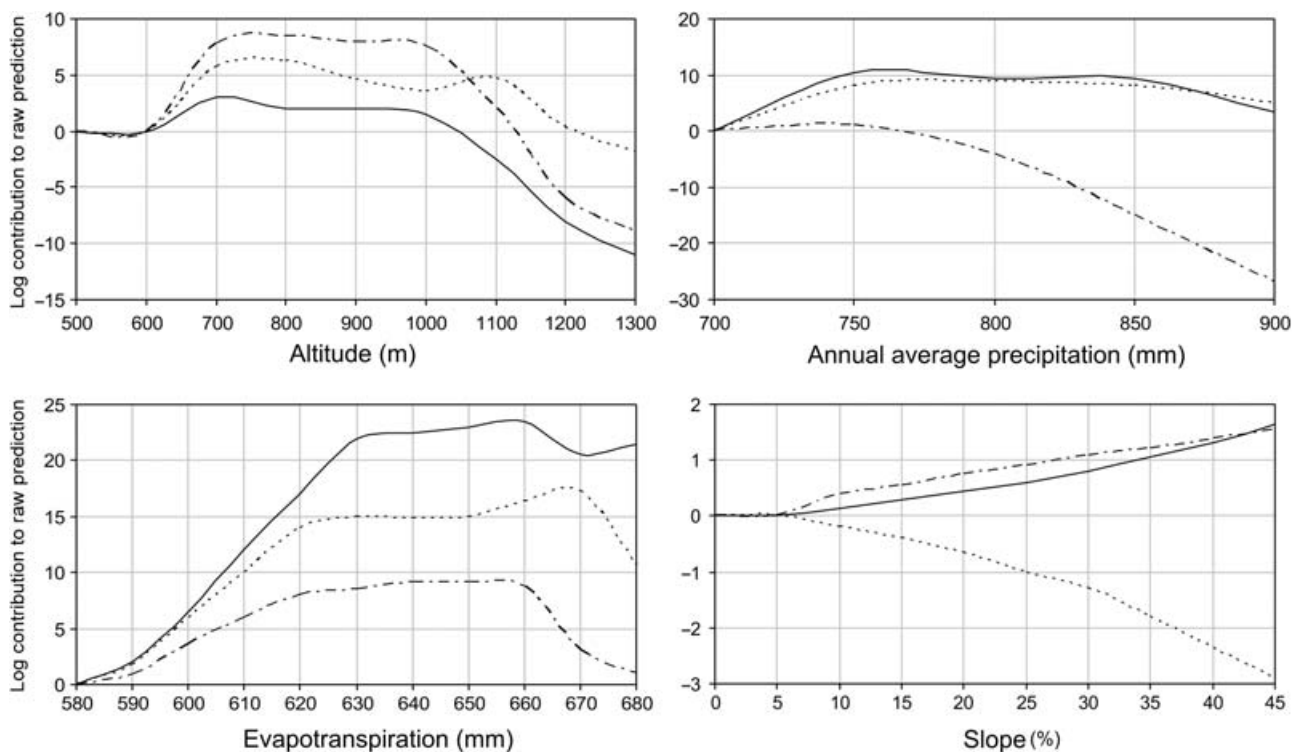 Log contribution to raw prediction
10
5
0
−5
−10
−15
500 600 700 800 900 1000 1100 1200 1300
Altitude (m)
20
10
0
−10
−20
−30
700 750 800 850 900
Annual average precipitation (mm)
Log contribution to raw prediction
25
20
15
10
5
0
580 590 600 610 620 630 640 650 660 670 680
Evapotranspiration (mm)
2
1
0
−1
−2
−3
0 5 10 15 20 25 30 35 40 45
Slope (%)